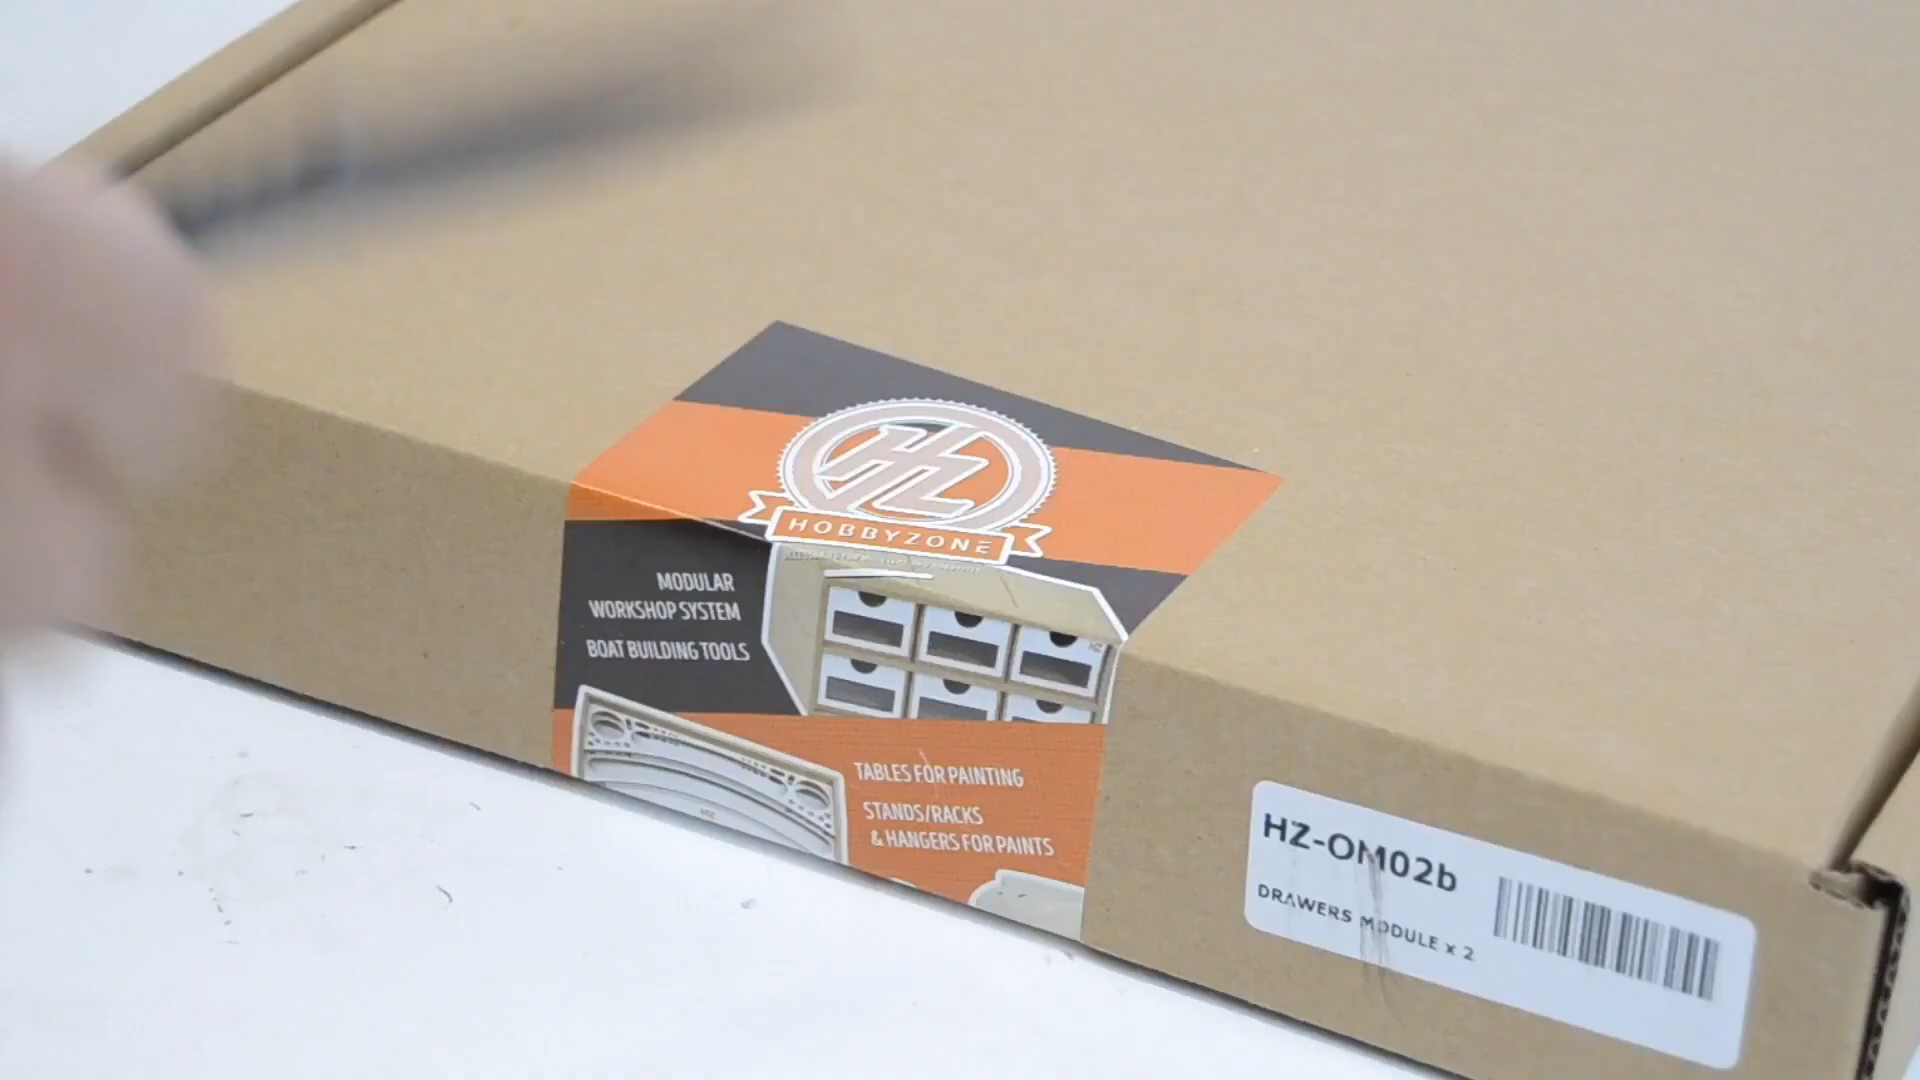 HZ
HOBBYZONE
MODULAR
WORKSHOP SYSTEM
BOAT BUILDING TOOLS
TABLES FOR PAINTING
STANDS/RACKS
& HANGERS FOR PAINTS
HZ-OM02b
DRAWERS MODULE x 2